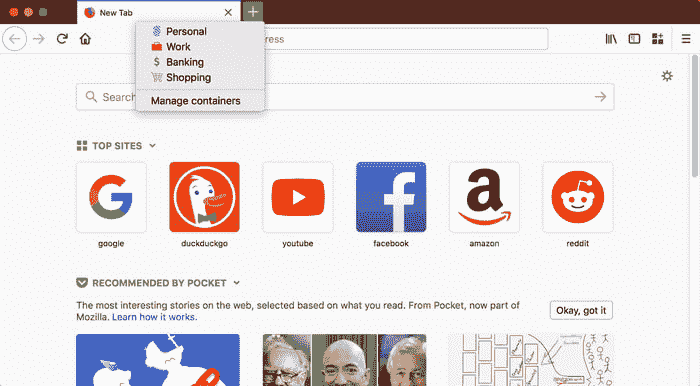 New Tab
Personal
Work
Banking
Shopping
Manage containers
ress
Search
TOP SITES
google
duckduckgo
youtube
facebook
amazon
reddit
RECOMMENDED BY POCKET
The most interesting stories on the web, selected based on what you read. From Pocket, now part of
Mozilla. Learn how it works.
Okay, got it